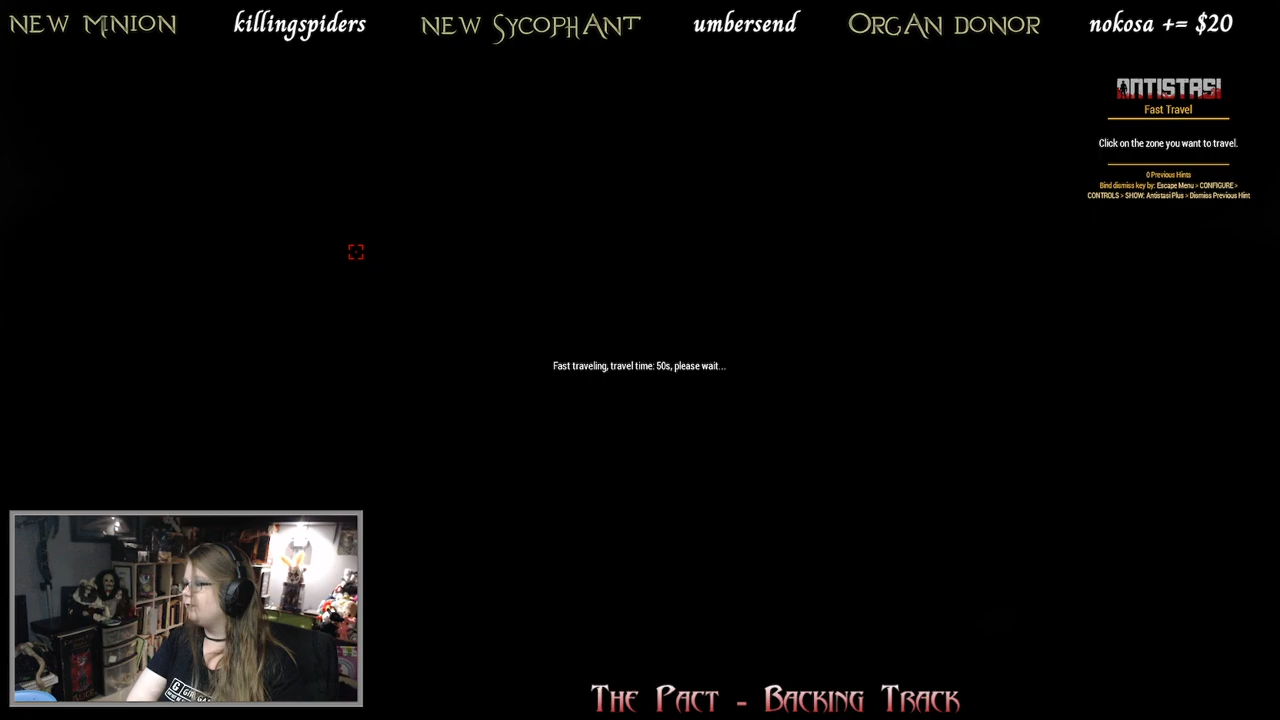 NEW MINION killingspiders NEW SYCOPHANT umbersend ORGAN DONOR nokosa += $20
ANTISTASI
Fast Travel
Click on the zone you want to travel.
0 Previous Hints
Bind dismiss key by: Escape Menu > CONFIGURE >
CONTROLS > SHOW: Antistasi Plus > Dismiss Previous Hint
Fast traveling, travel time: 50s, please wait...
THE PACT - BACKING TRACK